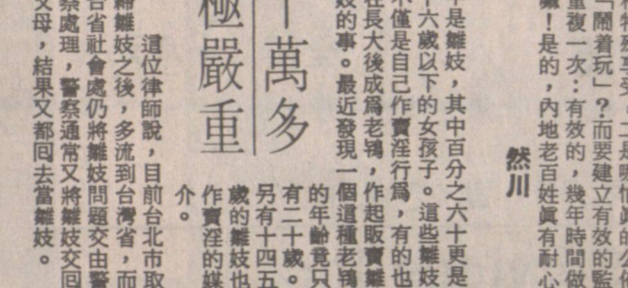 特殊享受
「鬧着玩」?而要建立有效的監
重複一次:有效的,幾年時間做
嘛!是的,內地老百姓眞有耐心
然川
萬多
極嚴重
是雛妓,其中百分之六十更是
十六歲以下的女孩子。這些雛妓
不僅是自己作賣淫行爲,有的也
在長大後成爲老鴇,作起販賣雛
妓的事。最近發現一個這種老鴇
的年齡竟只
有二十歲。
另有十四五
歲的雛妓也
作賣淫的媒
介。
這位律師說,目前台北市取
締雛妓之後,多流到台灣省,而
台省社會處仍將雛妓問題交由警
察處理,警察通常又將雛妓交回
父母,結果又都回去當雛妓。